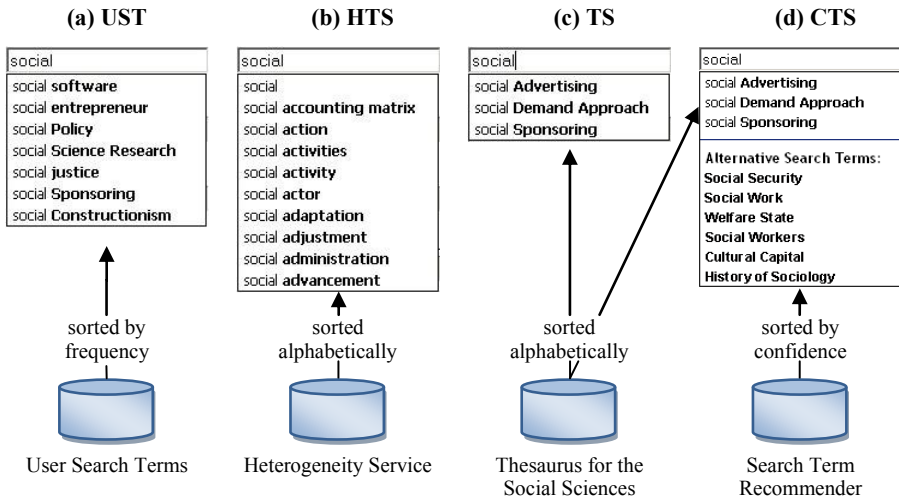 (a) UST
(b) HTS
(c) TS
(d) CTS
social
social software
social entrepreneur
social Policy
social Science Research
social justice
social Sponsoring
social Constructionism
sorted by
frequency
User Search Terms
social
social
social accounting matrix
social action
social activities
social activity
social actor
social adaptation
social adjustment
social administration
social advancement
sorted
alphabetically
Heterogeneity Service
social
social Advertising
social Demand Approach
social Sponsoring
sorted
alphabetically
Thesaurus for the
Social Sciences
social
social Advertising
social Demand Approach
social Sponsoring
Alternative Search Terms:
Social Security
Social Work
Welfare State
Social Workers
Cultural Capital
History of Sociology
sorted by
confidence
Search Term
Recommender